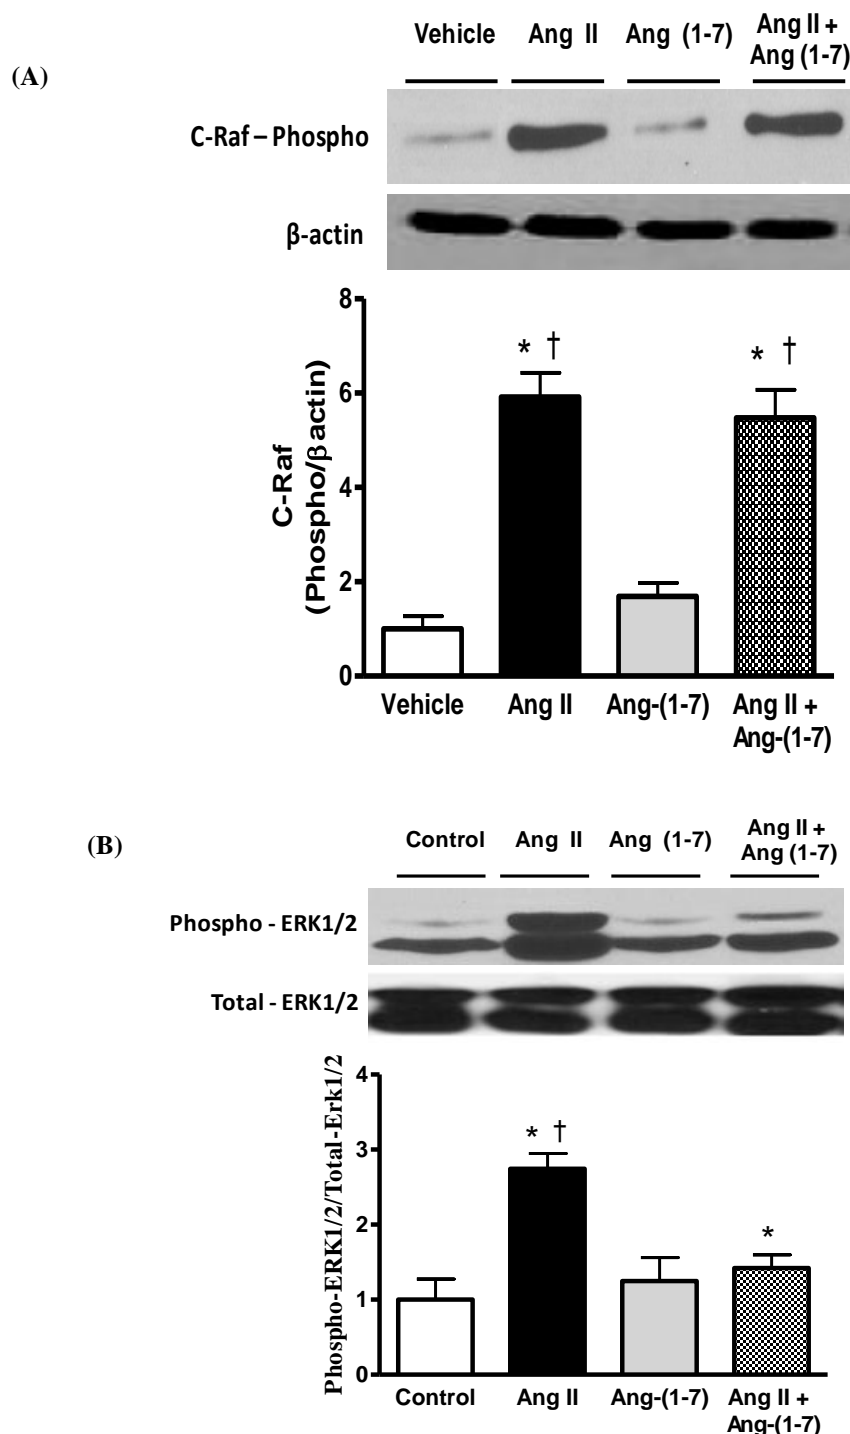 (A)
Vehicle Ang II Ang (1-7) Ang II +
Ang (1-7)
C-Raf – Phospho
β-actin
C-Raf
(Phospho/βactin)
8
6
4
2
0
* †
* †
Vehicle Ang II Ang-(1-7) Ang II +
Ang-(1-7)
(B)
Control Ang II Ang (1-7) Ang II +
Ang (1-7)
Phospho - ERK1/2
Total - ERK1/2
Phospho-ERK1/2/Total-Erk1/2
4
3
2
1
0
* †
*
Control Ang II Ang-(1-7) Ang II +
Ang-(1-7)